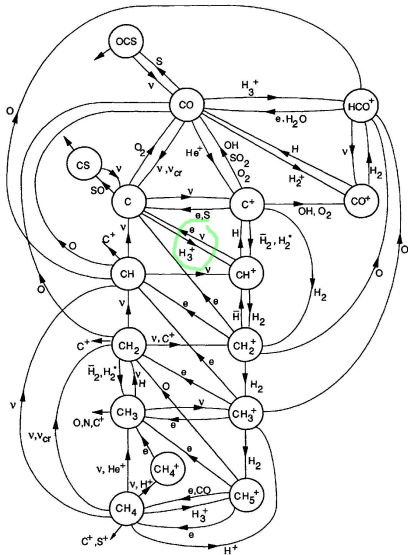 OCS
S
ν
CO
H₃⁺
e, H₂O
HCO⁺
O
O₂
ν, νcr
He⁺
OH
SO₂
O₂
H
H₂⁺
ν
H₂
CS
ν
SO
C
ν
e,S
C⁺
OH, O₂
CO⁺
e
ν
H₃⁺
C⁺
ν
H
H̅₂, H₂*
O
CH
ν
CH⁺
O
O
O
ν
e
H̅
H₂
H₂
e
CH₂
ν, C⁺
CH₂⁺
C⁺
H̅₂, H₂*
ν
H
e
O
H₂
e
CH₃
ν
e
CH₃⁺
O,N,C⁺
ν
ν,νcr
e
CH₄⁺
e
H₂
ν, He⁺
ν, H⁺
e,CO
CH₅⁺
CH₄
H₃⁺
e
C⁺,S⁺
H⁺